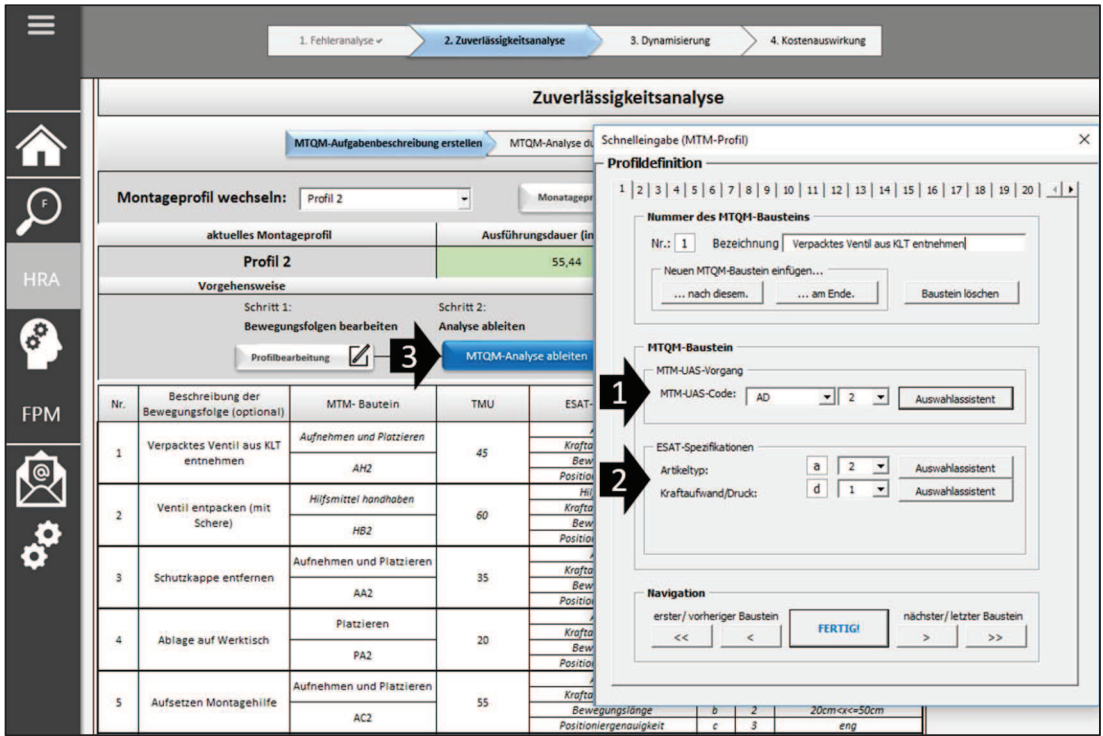 1. Fehleranalyse ✓
2. Zuverlässigkeitsanalyse
3. Dynamisierung
4. Kostenauswirkung
Zuverlässigkeitsanalyse
MTQM-Aufgabenbeschreibung erstellen
MTQM-Analyse du
Montageprofil wechseln: Profil 2
Monatagepr
aktuelles Montageprofil
Ausführungsdauer (in
Profil 2
55,44
Vorgehensweise
Schritt 1:
Schritt 2:
Bewegungsfolgen bearbeiten
Analyse ableiten
Profilbearbeitung
3
MTQM-Analyse ableiten
Nr.
Beschreibung der
Bewegungsfolge (optional)
MTM- Bautein
TMU
ESAT-
1
Verpacktes Ventil aus KLT
entnehmen
Aufnehmen und Platzieren
AH2
45
Krafta
Bew
Positio
2
Ventil entpacken (mit
Schere)
Hilfsmittel handhaben
HB2
60
Hil
Krafta
Bew
Positio
3
Schutzkappe entfernen
Aufnehmen und Platzieren
AA2
35
Krafta
Bew
Positio
4
Ablage auf Werktisch
Platzieren
PA2
20
Krafta
Bew
Positio
5
Aufsetzen Montagehilfe
Aufnehmen und Platzieren
AC2
55
Krafta
Bewegungslänge b 2 20cm<x<=50cm
Positioniergenauigkeit c 3 eng
F
HRA
FPM
@
Schnelleingabe (MTM-Profil)
Profildefinition
1 2 3 4 5 6 7 8 9 10 11 12 13 14 15 16 17 18 19 20
Nummer des MTQM-Bausteins
Nr.: 1 Bezeichnung Verpacktes Ventil aus KLT entnehmen
Neuen MTQM-Baustein einfügen...
... nach diesem. ... am Ende. Baustein löschen
MTQM-Baustein
MTM-UAS-Vorgang
1
MTM-UAS-Code: AD 2 Auswahlassistent
ESAT-Spezifikationen
2
Artikeltyp: a 2 Auswahlassistent
Kraftaufwand/Druck: d 1 Auswahlassistent
Navigation
erster/ vorheriger Baustein
nächster/ letzter Baustein
<< < FERTIG! > >>